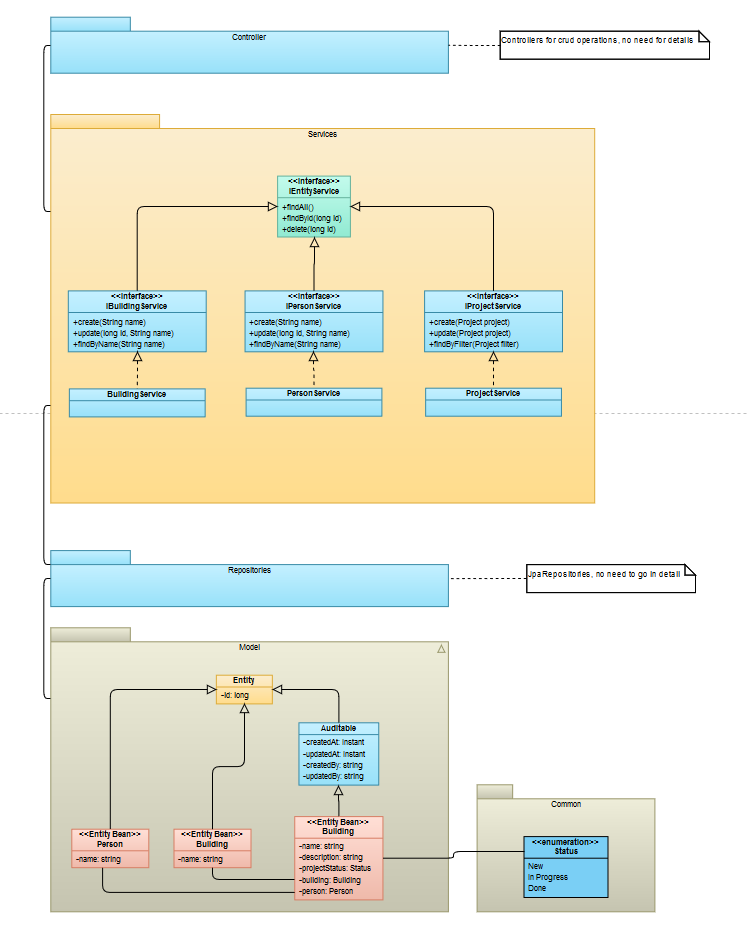 Controller
Controllers for crud operations, no need for details
Services
<<Interface>>
IEntityService
+findAll()
+findById(long id)
+delete(long id)
<<Interface>>
IBuildingService
+create(String name)
+update(long id, String name)
+findByName(String name)
<<Interface>>
IPersonService
+create(String name)
+update(long id, String name)
+findByName(String name)
<<Interface>>
IProjectService
+create(Project project)
+update(Project project)
+findByFilter(Project filter)
BuildingService
PersonService
ProjectService
Repositories
JpaRepositories, no need to go in detail
Model
Entity
-id: long
Auditable
-createdAt: Instant
-updatedAt: Instant
-createdBy: string
-updatedBy: string
<<Entity Bean>>
Person
-name: string
<<Entity Bean>>
Building
-name: string
<<Entity Bean>>
Building
-name: string
-description: string
-projectStatus: Status
-building: Building
-person: Person
Common
<<enumeration>>
Status
New
In Progress
Done